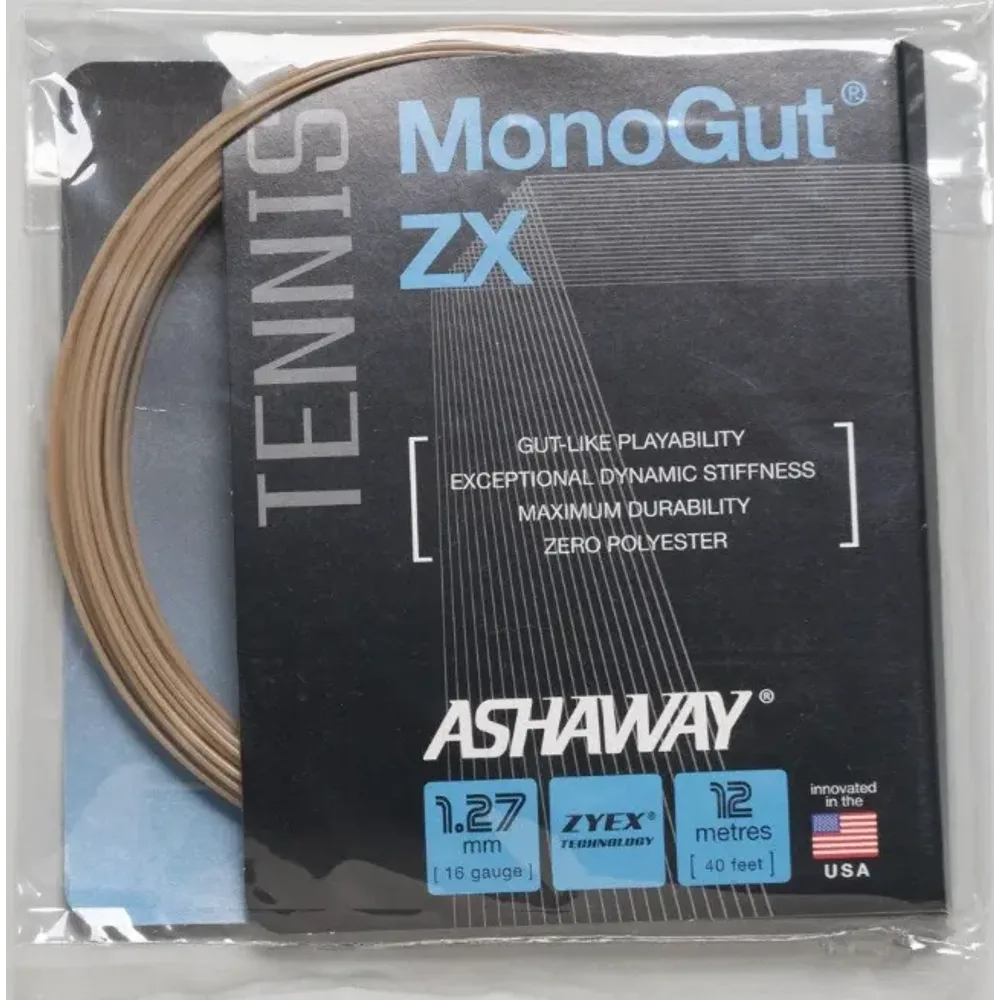 TENNIS
MonoGut®
ZX
GUT-LIKE PLAYABILITY
EXCEPTIONAL DYNAMIC STIFFNESS
MAXIMUM DURABILITY
ZERO POLYESTER
ASHAWAY®
1.27
mm
[ 16 gauge ]
ZYEX®
TECHNOLOGY
12
metres
[ 40 feet ]
innovated
in the
USA